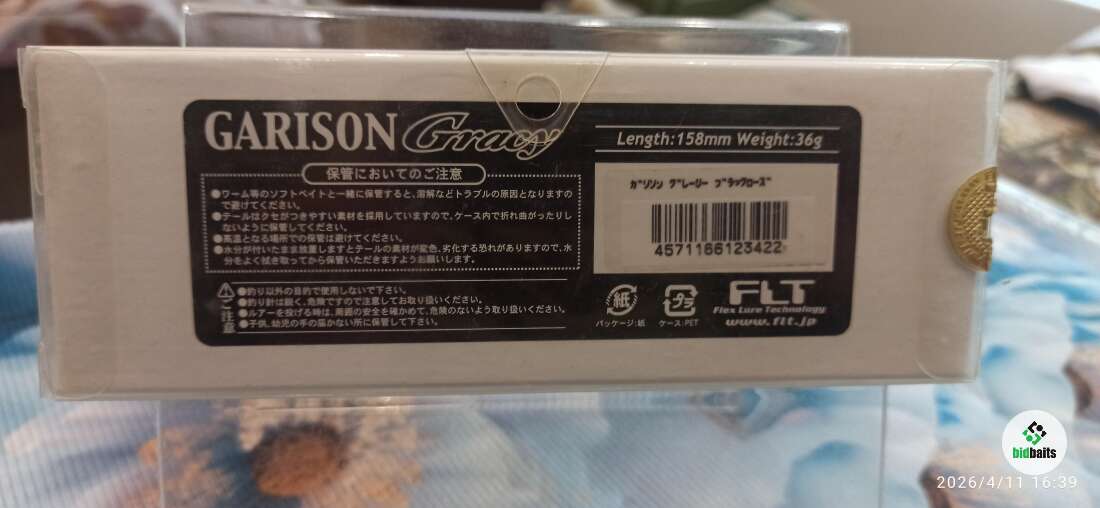 GARISON Gracy
Length:158mm Weight:36g
保管においてのご注意
●ワーム等のソフトベイトと一緒に保管すると、溶解などトラブルの原因となりますの
で避けてください。
●テールはクセがつきやすい素材を採用していますので、ケース内で折れ曲がったりし
ないように保管してください。
●高温となる場所での保管は避けてください。
●水分が付いたまま放置しますとテールの素材が変色、劣化する恐れがありますので、水
分をよく拭き取ってから保管いただきますようお願いします。
ガリソン グレーシー ブラックローズ
4571166123422
ご注意
●釣り以外の目的で使用しないで下さい。
●釣り針は鋭く、危険ですので注意してお取り扱いください。
●ルアーを投げる時は、周囲の安全を確かめて、危険のないよう取り扱いください。
●子供、幼児の手の届かない所に保管して下さい。
紙
パッケージ:紙
プラ
ケース:PET
FLT
Flex Lure Technology
www.flt.jp
bidbaits
2026/4/11 16:39